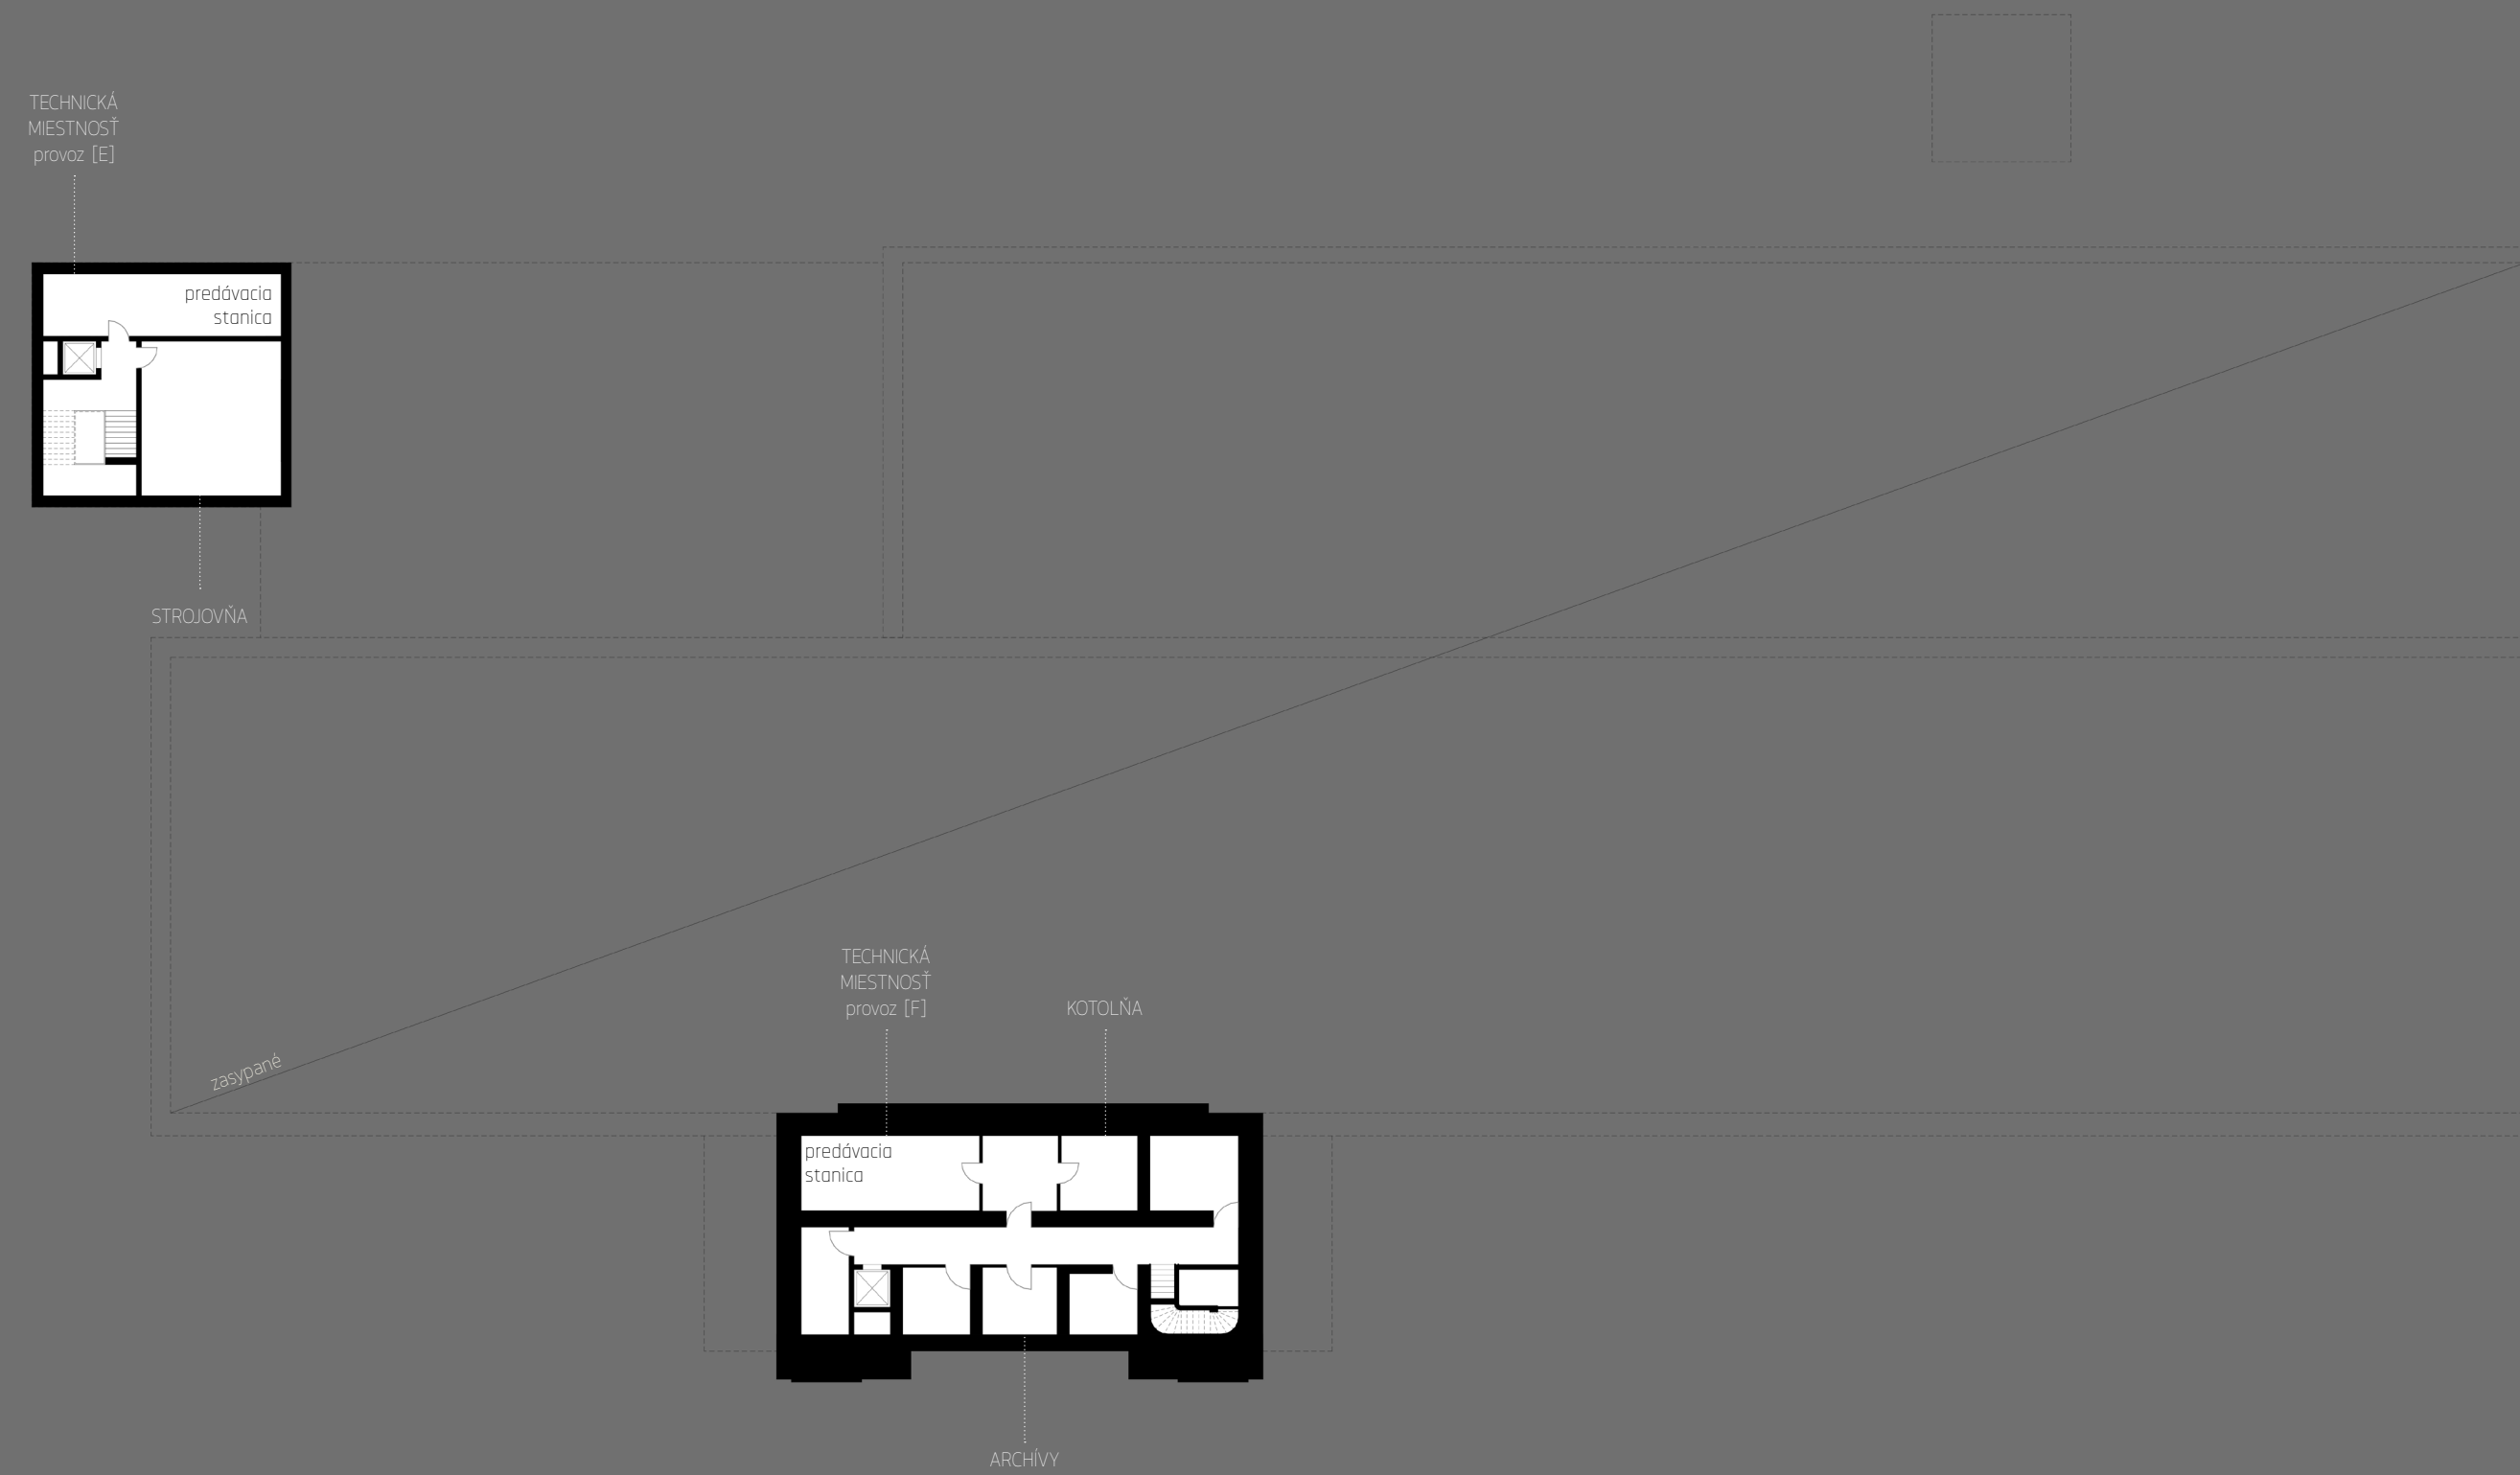 TECHNICKÁ
MIESTNOSŤ
provoz [E]
predávacia
stanica
STROJOVŇA
TECHNICKÁ
MIESTNOSŤ
provoz [F]
KOTOLŇA
zasypané
predávacia
stanica
ARCHÍVY